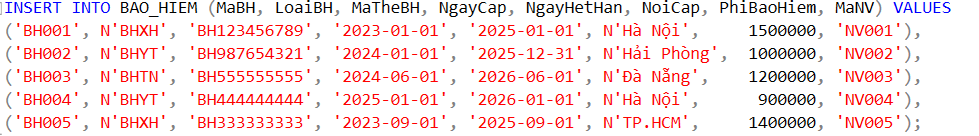 INSERT INTO BAO_HIEM (MaBH, LoaiBH, MaTheBH, NgayCap, NgayHetHan, NoiCap, PhiBaoHiem, MaNV) VALUES
('BH001', N'BHXH', 'BH123456789', '2023-01-01', '2025-01-01', N'Hà Nội', 1500000, 'NV001'),
('BH002', N'BHYT', 'BH987654321', '2024-01-01', '2025-12-31', N'Hải Phòng', 1000000, 'NV002'),
('BH003', N'BHTN', 'BH555555555', '2024-06-01', '2026-06-01', N'Đà Nẵng', 1200000, 'NV003'),
('BH004', N'BHYT', 'BH444444444', '2025-01-01', '2026-01-01', N'Hà Nội', 900000, 'NV004'),
('BH005', N'BHXH', 'BH333333333', '2023-09-01', '2025-09-01', N'TP.HCM', 1400000, 'NV005');